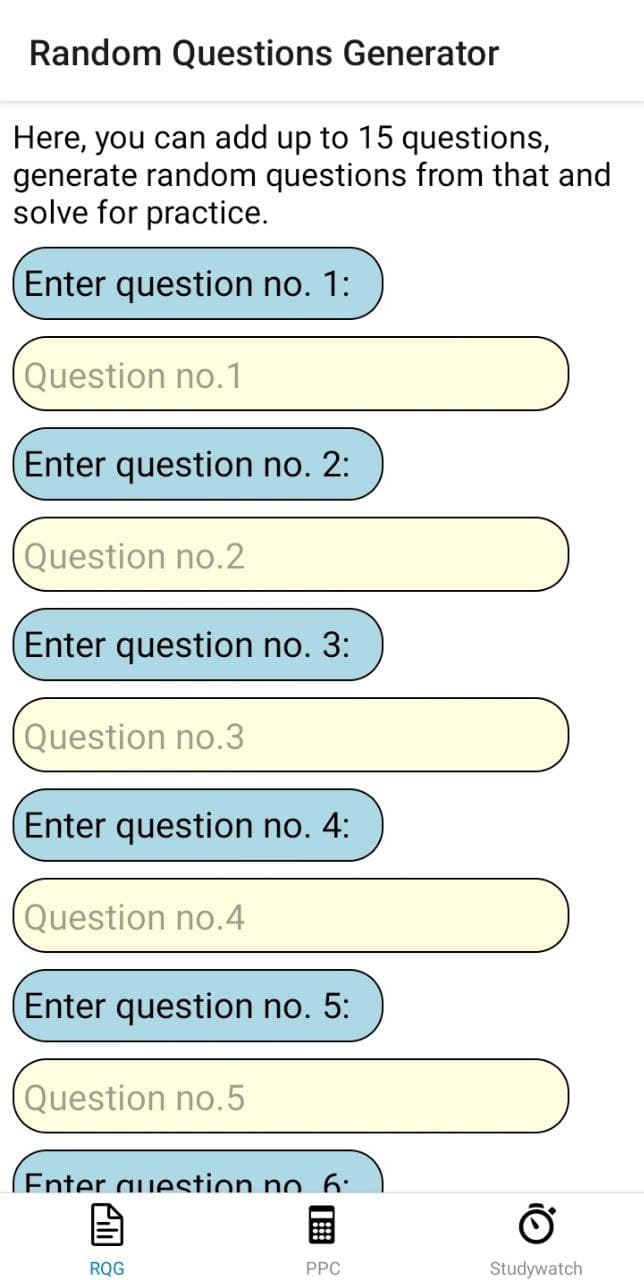 Random Questions Generator
Here, you can add up to 15 questions,
generate random questions from that and
solve for practice.
Enter question no. 1:
Question no.1
Enter question no. 2:
Question no.2
Enter question no. 3:
Question no.3
Enter question no. 4:
Question no.4
Enter question no. 5:
Question no.5
Enter question no. 6:
RQG
PPC
Studywatch